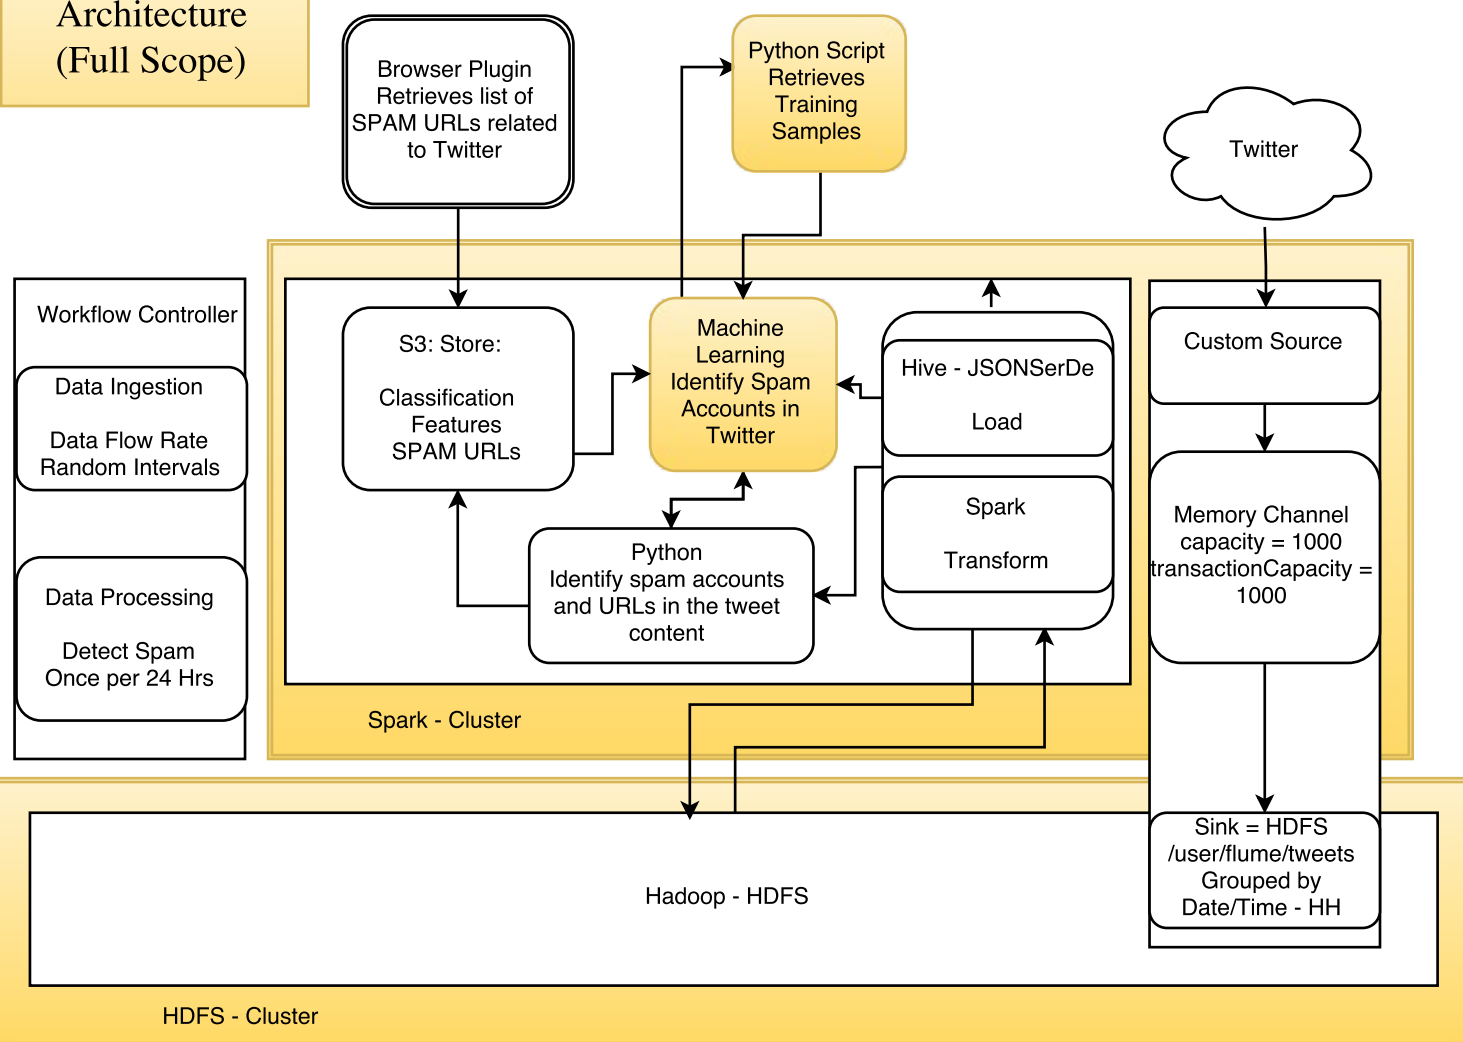 Architecture
(Full Scope)
Browser Plugin
Retrieves list of
SPAM URLs related
to Twitter
Python Script
Retrieves
Training
Samples
Twitter
Workflow Controller
Data Ingestion
Data Flow Rate
Random Intervals
Data Processing
Detect Spam
Once per 24 Hrs
S3: Store:
Classification
Features
SPAM URLs
Machine
Learning
Identify Spam
Accounts in
Twitter
Python
Identify spam accounts
and URLs in the tweet
content
Hive - JSONSerDe
Load
Spark
Transform
Custom Source
Memory Channel
capacity = 1000
transactionCapacity =
1000
Spark - Cluster
Sink = HDFS
/user/flume/tweets
Grouped by
Date/Time - HH
Hadoop - HDFS
HDFS - Cluster